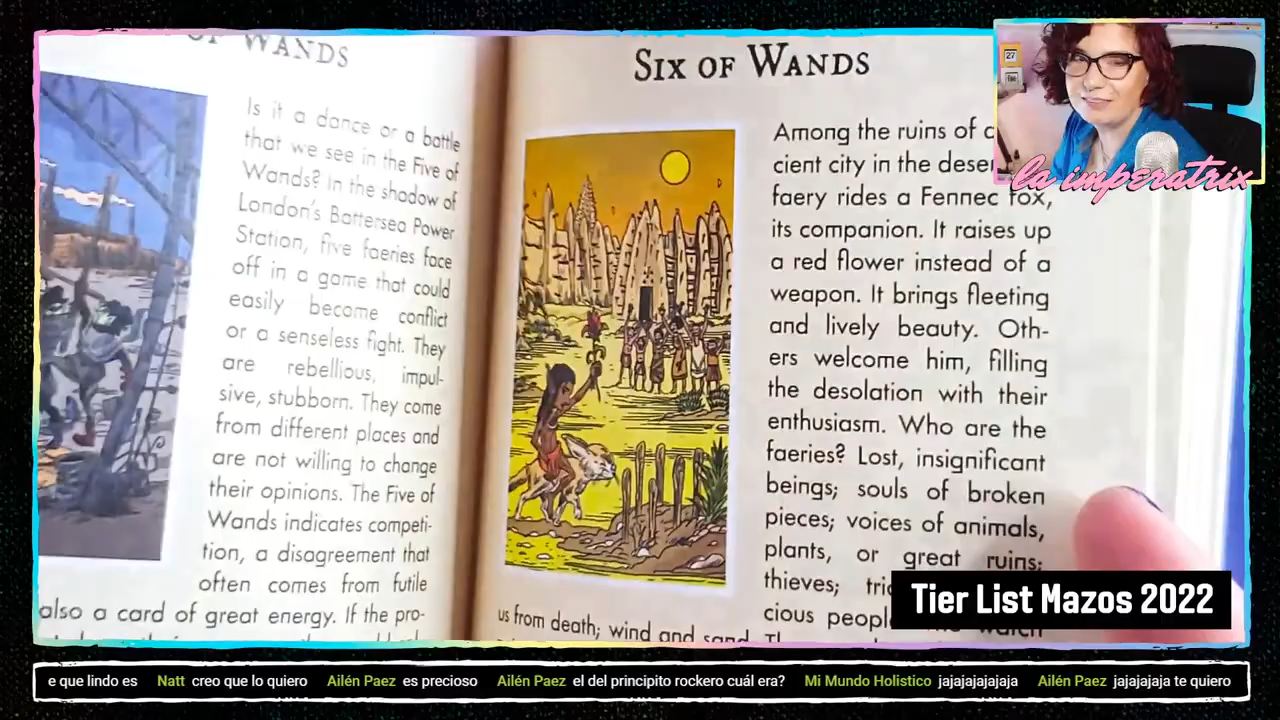 OF WANDS
Is it a dance or a battle
that we see in the Five of
Wands? In the shadow of
London's Battersea Power
Station, five faeries face
off in a game that could
easily become conflict
or a senseless fight. They
are rebellious, impul-
sive, stubborn. They come
from different places and
are not willing to change
their opinions. The Five of
Wands indicates competi-
tion, a disagreement that
often comes from futile
also a card of great energy. If the pro-
SIX OF WANDS
Among the ruins of
cient city in the
faery rides a Fennec fox,
its companion. It raises up
a red flower instead of a
weapon. It brings fleeting
and lively beauty. Oth-
ers welcome him, filling
the desolation with their
enthusiasm. Who are the
faeries? Lost, insignificant
beings; souls of broken
pieces; voices of animals,
plants, or great ruins;
thieves;
cious
us from death; wind and sand
27
la imperatrix
Tier List Mazos 2022
e que lindo es Natt creo que lo quiero Ailén Paez es precioso Ailén Paez el del principito rockero cuál era? Mi Mundo Holistico jajajajajaja Ailén Paez jajajajaja te quiero